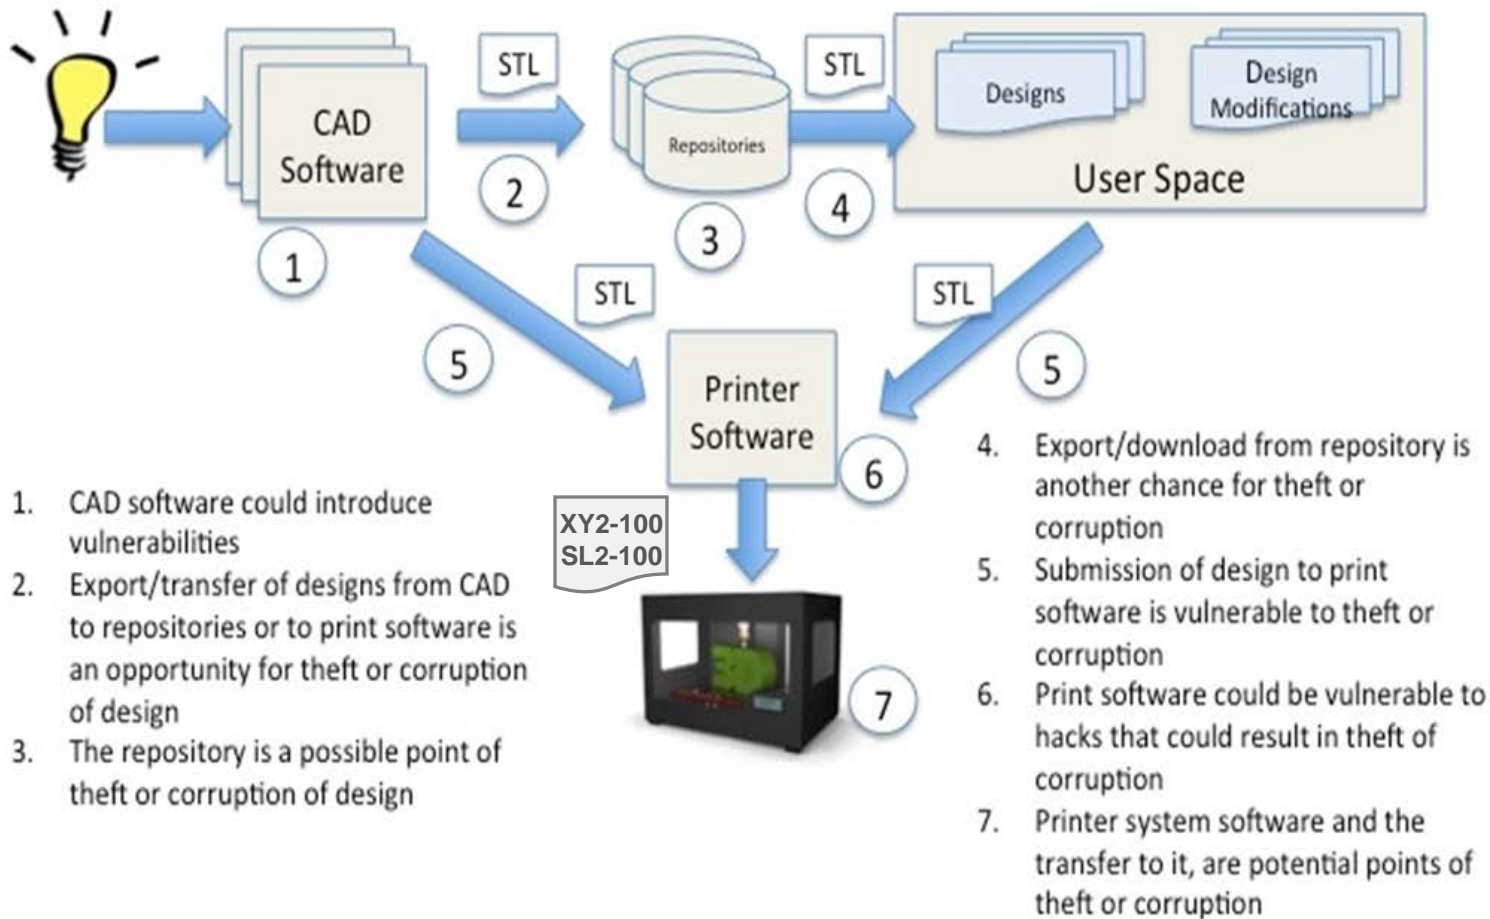 STL
STL
CAD
Software
Repositories
Designs
Design
Modifications
User Space
2
4
3
1
STL
STL
5
5
Printer
Software
6
XY2-100
SL2-100
7
1. CAD software could introduce
vulnerabilities
2. Export/transfer of designs from CAD
to repositories or to print software is
an opportunity for theft or corruption
of design
3. The repository is a possible point of
theft or corruption of design
4. Export/download from repository is
another chance for theft or
corruption
5. Submission of design to print
software is vulnerable to theft or
corruption
6. Print software could be vulnerable to
hacks that could result in theft of
corruption
7. Printer system software and the
transfer to it, are potential points of
theft or corruption